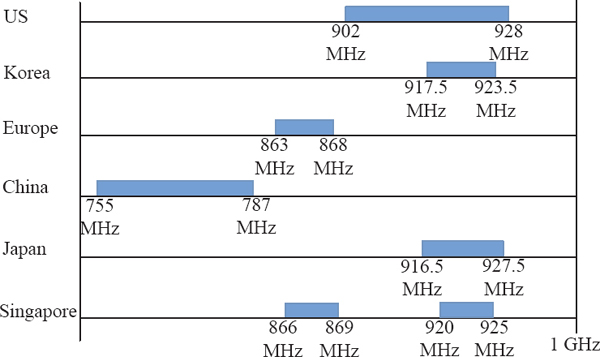 US
902 928
MHz MHz
Korea
917.5 923.5
MHz MHz
Europe
863 868
MHz MHz
China
755 787
MHz MHz
Japan
916.5 927.5
MHz MHz
Singapore
866 869 920 925
MHz MHz MHz MHz
1 GHz